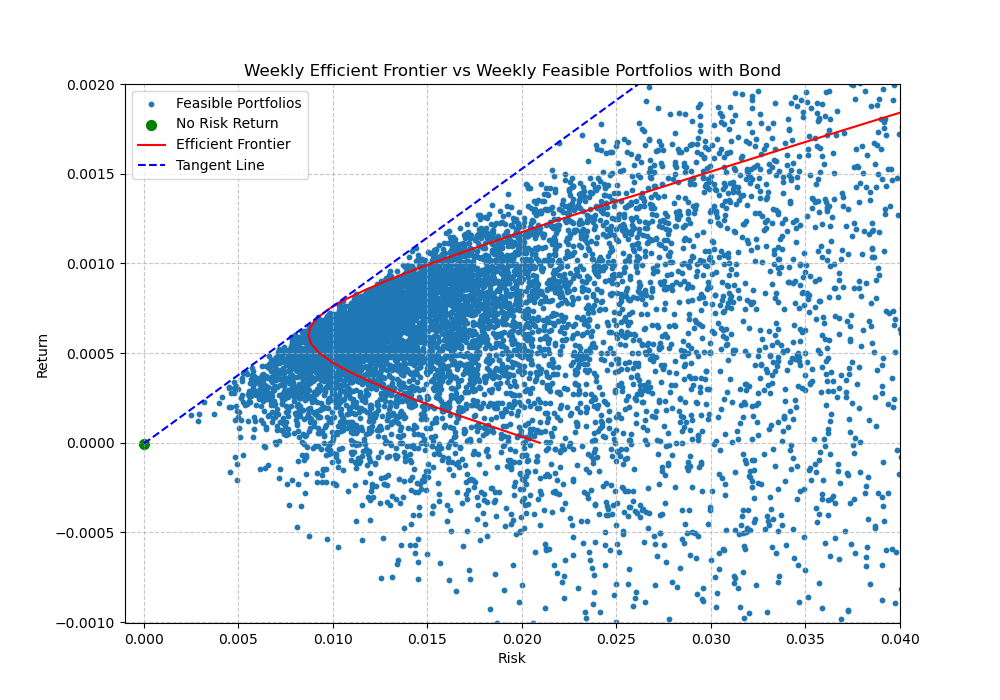 Weekly Efficient Frontier vs Weekly Feasible Portfolios with Bond
Feasible Portfolios
No Risk Return
Efficient Frontier
Tangent Line
Return
0.0020
0.0015
0.0010
0.0005
0.0000
−0.0005
−0.0010
0.000 0.005 0.010 0.015 0.020 0.025 0.030 0.035 0.040
Risk